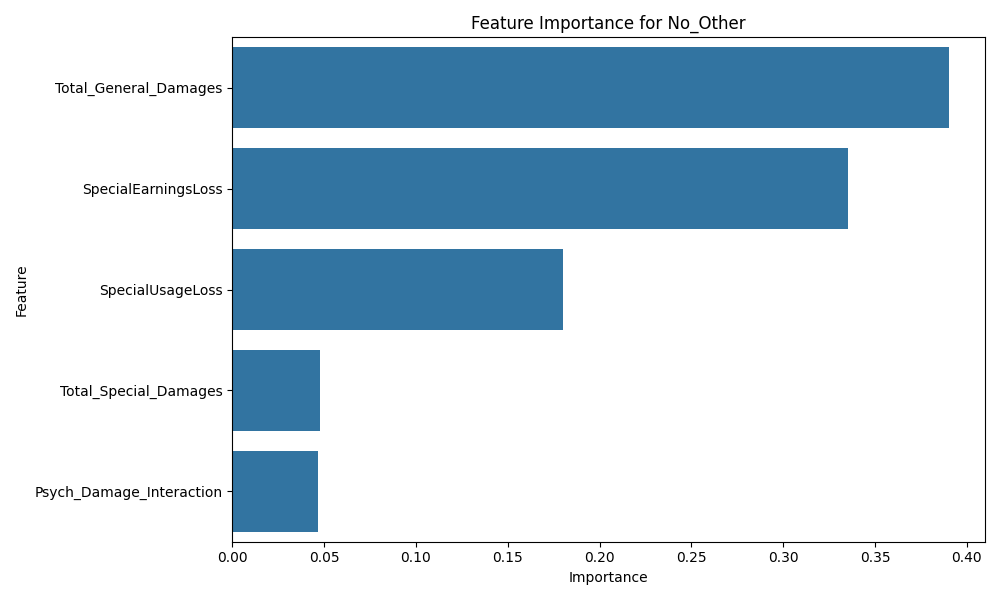 Feature Importance for No_Other
Total_General_Damages
SpecialEarningsLoss
SpecialUsageLoss
Total_Special_Damages
Psych_Damage_Interaction
Feature
0.00 0.05 0.10 0.15 0.20 0.25 0.30 0.35 0.40
Importance